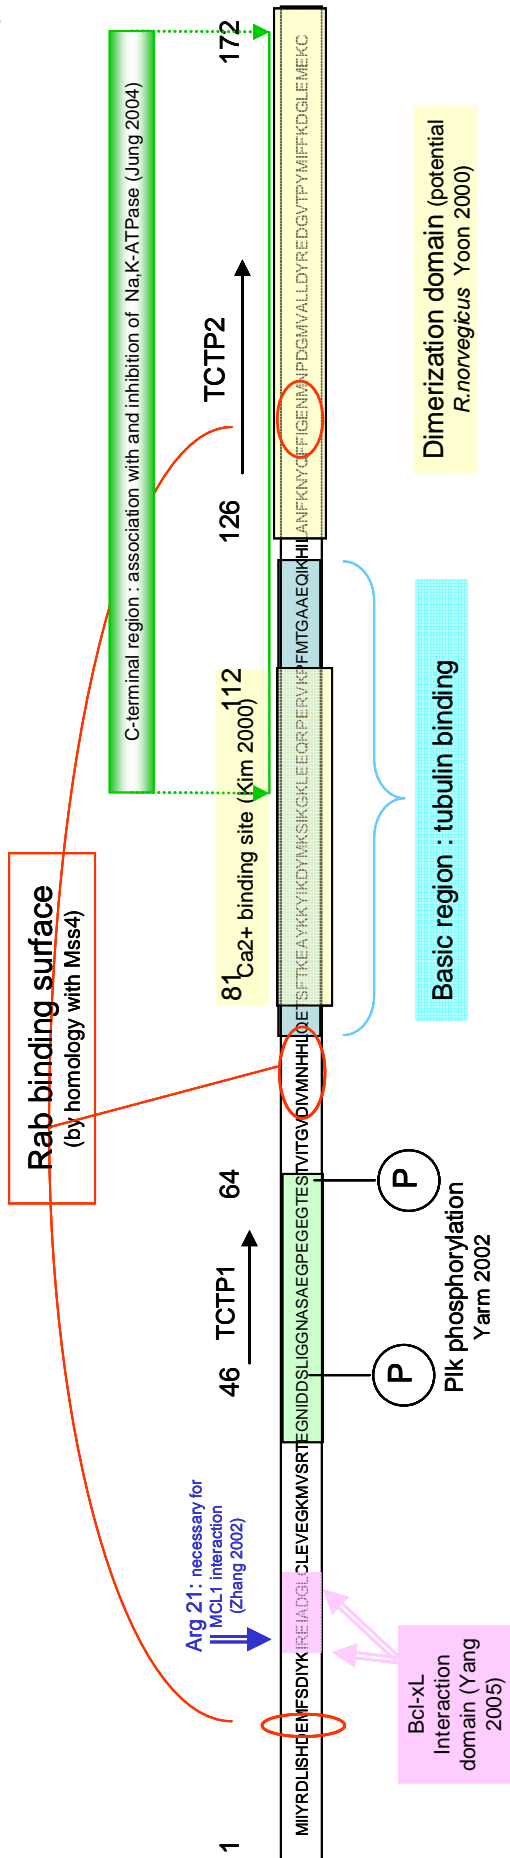 C-terminal region : association with and inhibition of Na,K-ATPase (Jung 2004)
Rab binding surface
(by homology with Mss4)
Arg 21: necessary for
MCL1 interaction
(Zhang 2002)
1
46
TCTP1
64
81
Ca2+ binding site (Kim 2000)
112
126
TCTP2
172
MIIYRDLISHDEMFSDIYKIREIADGLCLEVEGKMVSRTEGNIDDSLIGGNASAEGPEGEGTESTVITGVDIVMNHHLQETSFTKEAYKKYIKDYMKSIKGKLEEQRPERVKPFMTGAAEQIKHILANFKNYQFFIGENMNPDGMVALLDYREDGVTPYMIFFKDGLEMEKC
Bcl-xL
Interaction
domain (Yang
2005)
P
P
Plk phosphorylation
Yarm 2002
Basic region : tubulin binding
Dimerization domain (potential
R.norvegicus Yoon 2000)